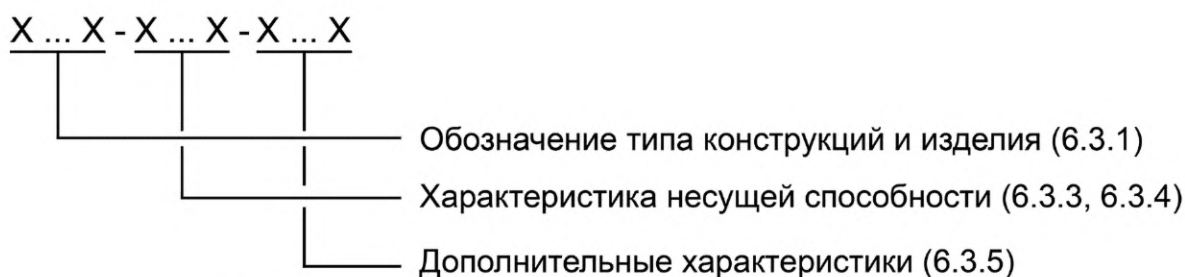 Х ... Х - Х ... Х - Х ... Х
Обозначение типа конструкций и изделия (6.3.1)
Характеристика несущей способности (6.3.3, 6.3.4)
Дополнительные характеристики (6.3.5)